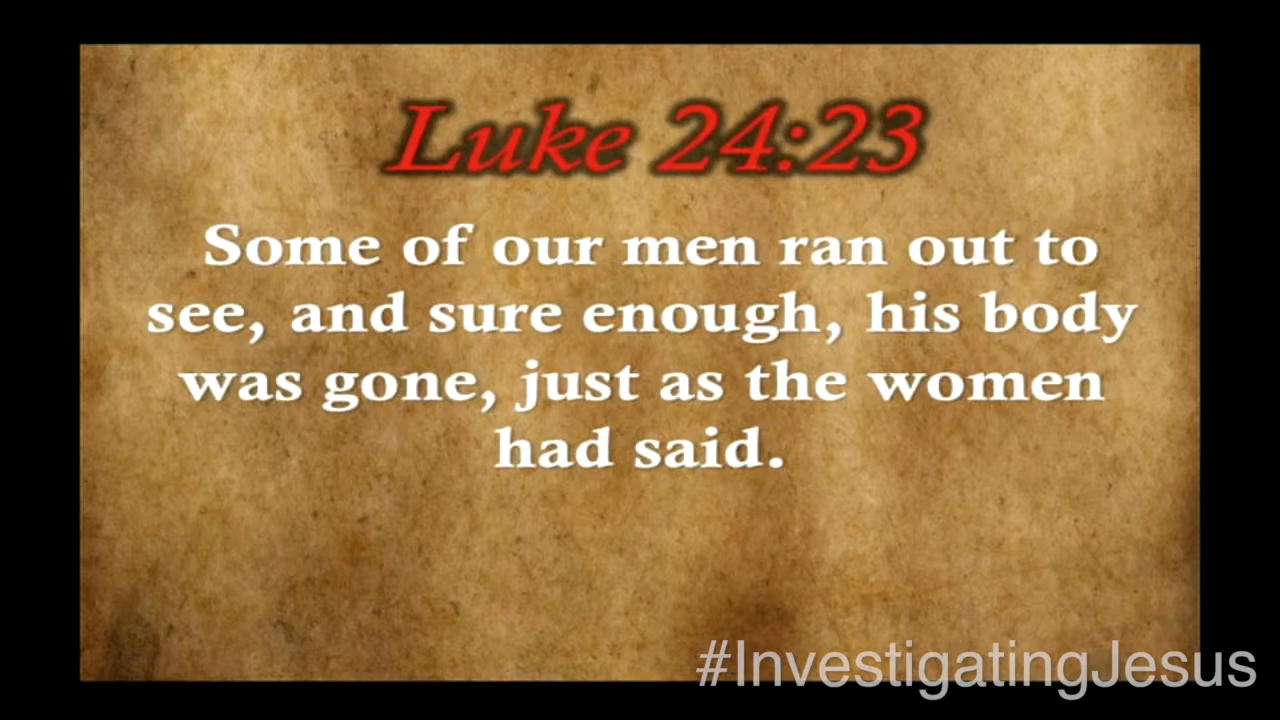 Luke 24:23
Some of our men ran out to
see, and sure enough, his body
was gone, just as the women
had said.
#InvestigatingJesus